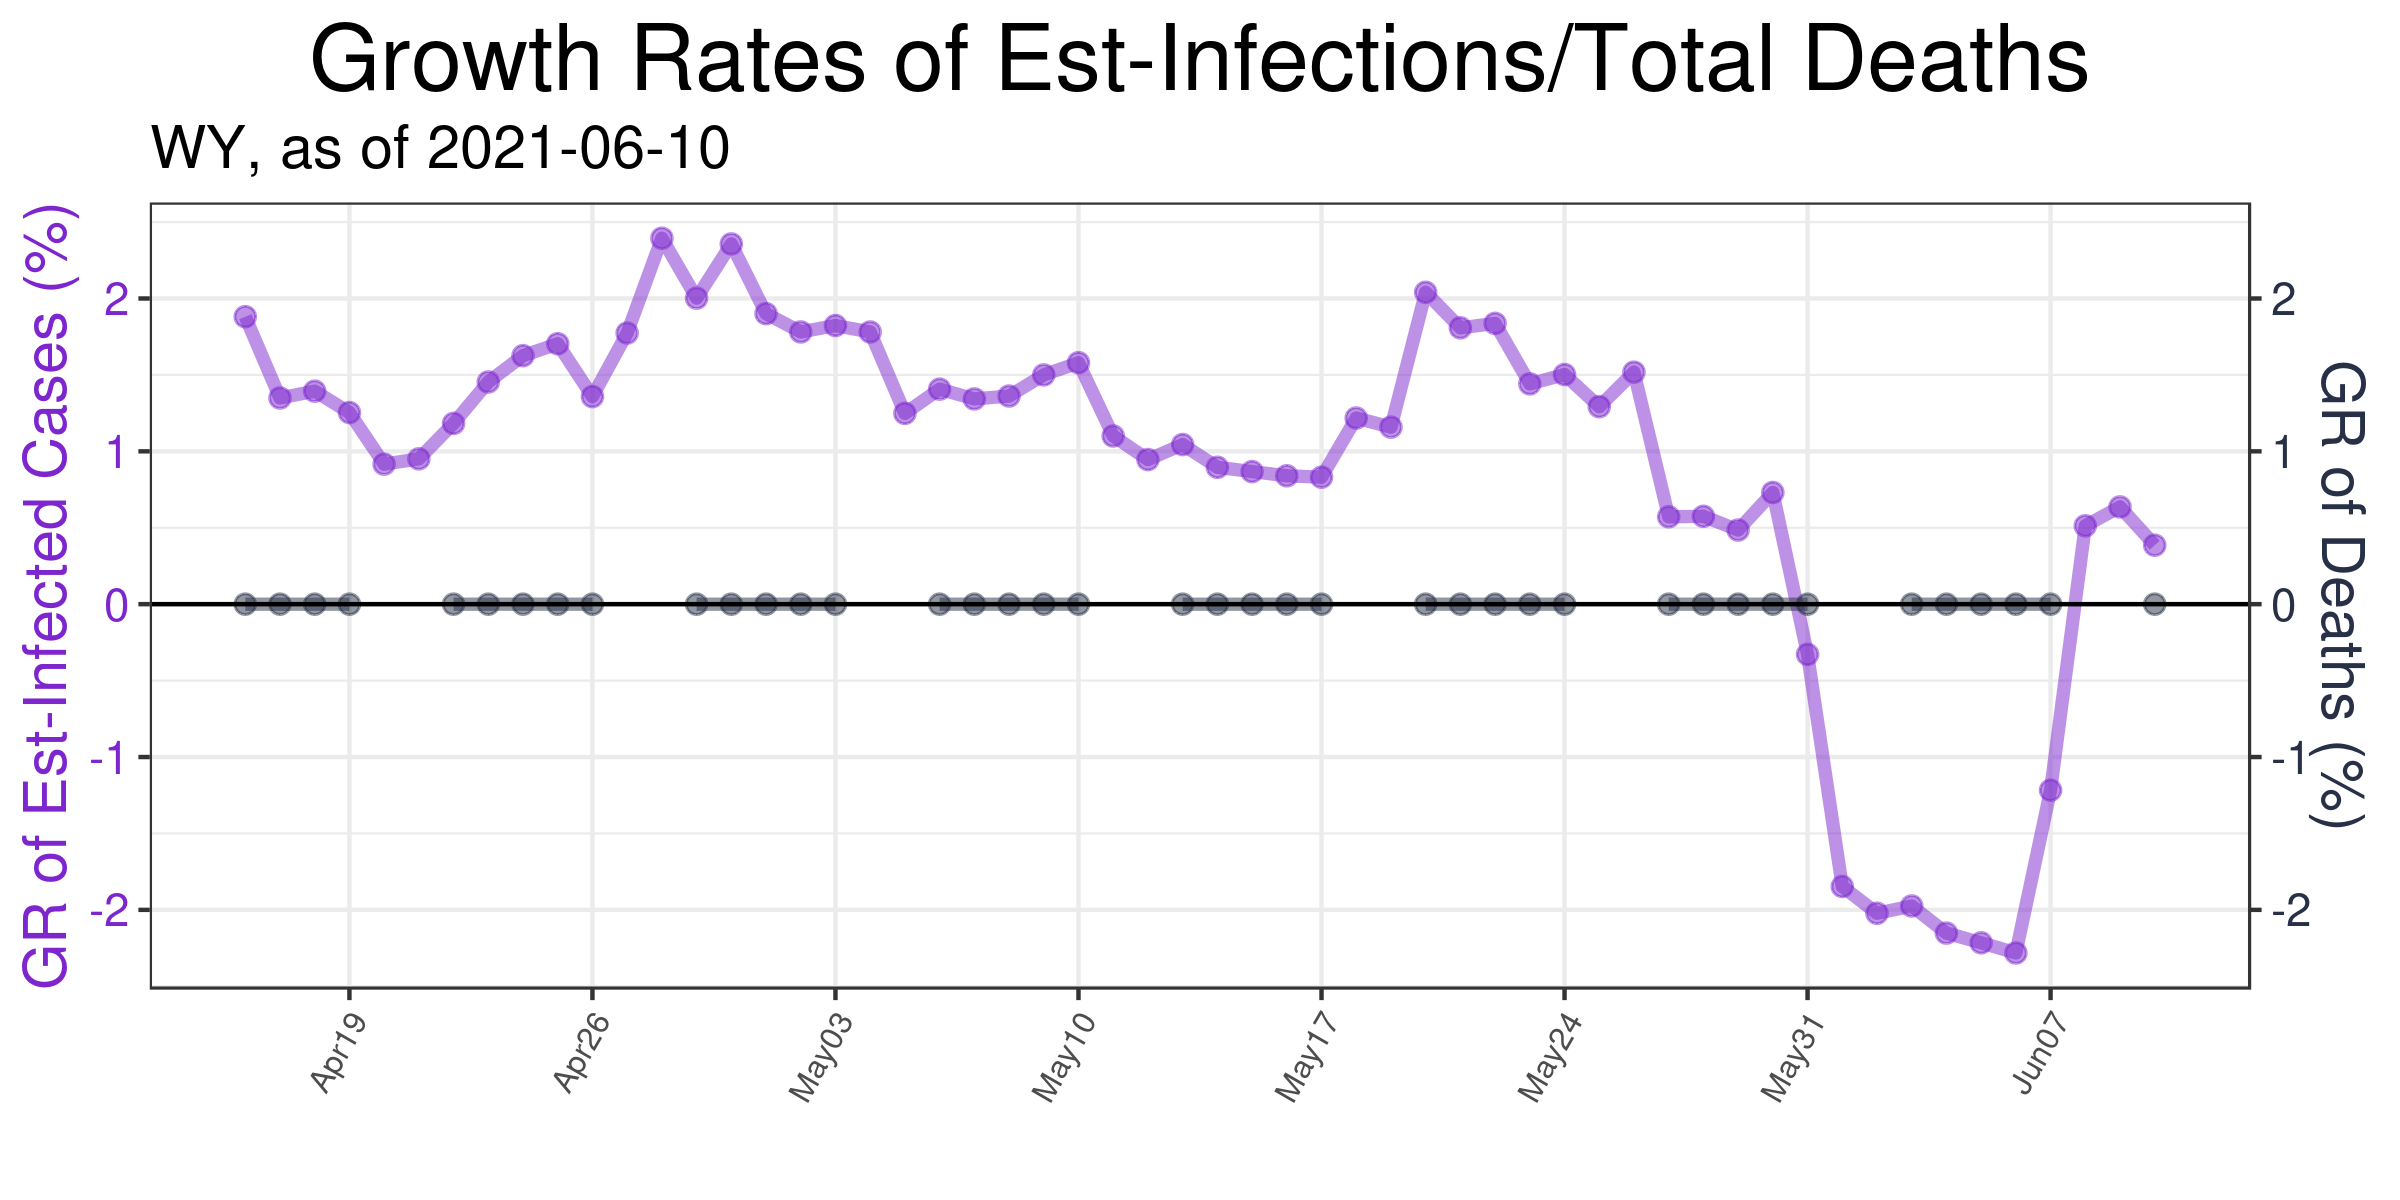 Growth Rates of Est-Infections/Total Deaths
WY, as of 2021-06-10
GR of Est-Infected Cases (%)
2
1
0
-1
-2
2
1
0
-1
-2
GR of Deaths (%)
Apr19
Apr26
May03
May10
May17
May24
May31
Jun07